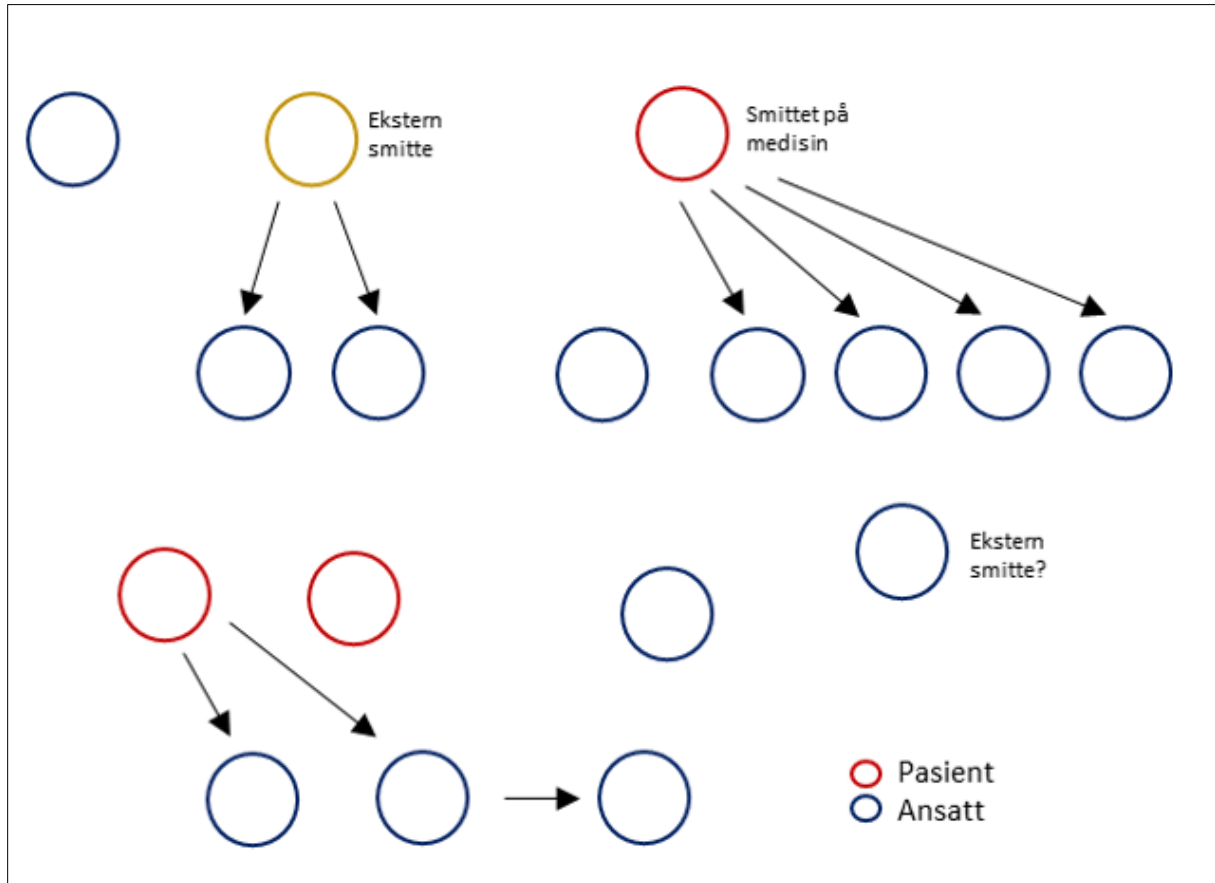 Ekstern
smitte
Smittet på
medisin
Ekstern
smitte?
Pasient
Ansatt